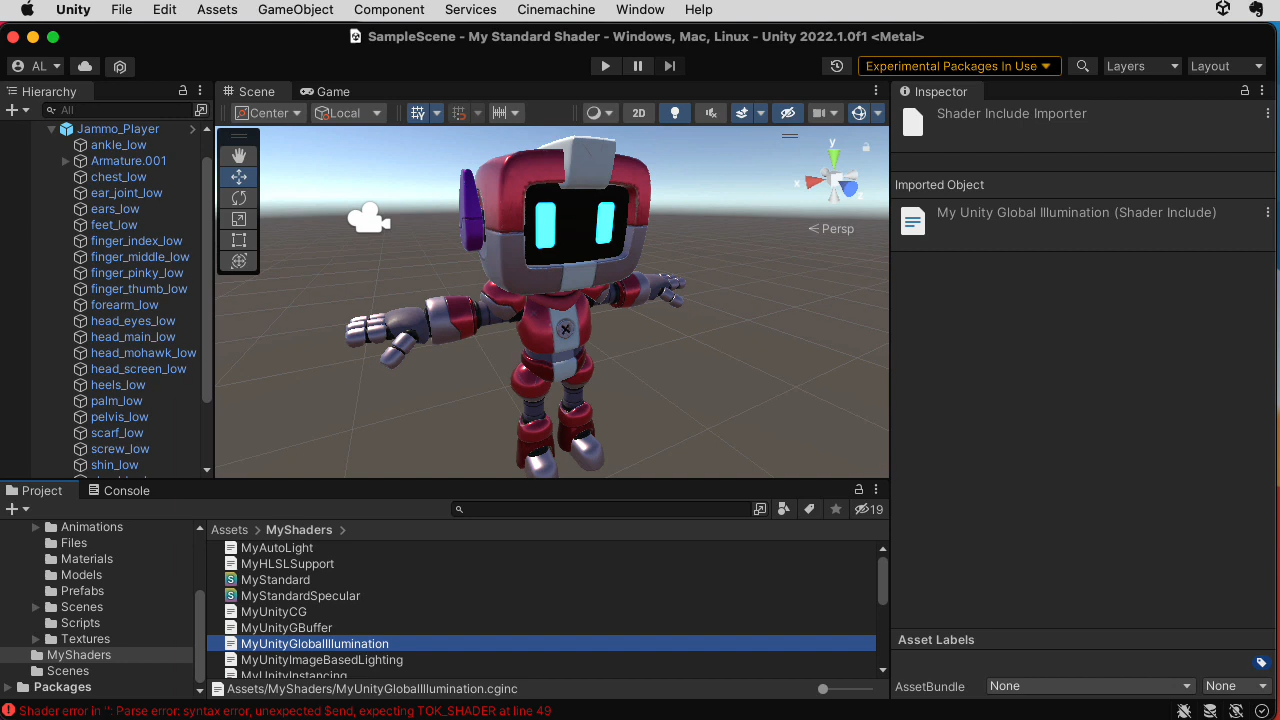 Unity File Edit Assets GameObject Component Services Cinemachine Window Help
SampleScene - My Standard Shader - Windows, Mac, Linux - Unity 2022.1.0f1 <Metal>
AL
Experimental Packages In Use
Layers
Layout
Hierarchy
All
Jammo_Player
ankle_low
Armature.001
chest_low
ear_joint_low
ears_low
feet_low
finger_index_low
finger_middle_low
finger_pinky_low
finger_thumb_low
forearm_low
head_eyes_low
head_main_low
head_mohawk_low
head_screen_low
heels_low
palm_low
pelvis_low
scarf_low
screw_low
shin_low
Scene
Game
Center
Local
2D
y
x
z
Persp
Inspector
Shader Include Importer
Imported Object
My Unity Global Illumination (Shader Include)
Project
Console
19
Animations
Files
Materials
Models
Prefabs
Scenes
Scripts
Textures
MyShaders
Scenes
Packages
Assets > MyShaders >
MyAutoLight
MyHLSLSupport
MyStandard
MyStandardSpecular
MyUnityCG
MyUnityGBuffer
MyUnityGlobalIllumination
MyUnityImageBasedLighting
MyUnityInstancing
Assets/MyShaders/MyUnityGlobalIllumination.cginc
Asset Labels
AssetBundle
None
None
Shader error in '': Parse error: syntax error, unexpected $end, expecting TOK_SHADER at line 49